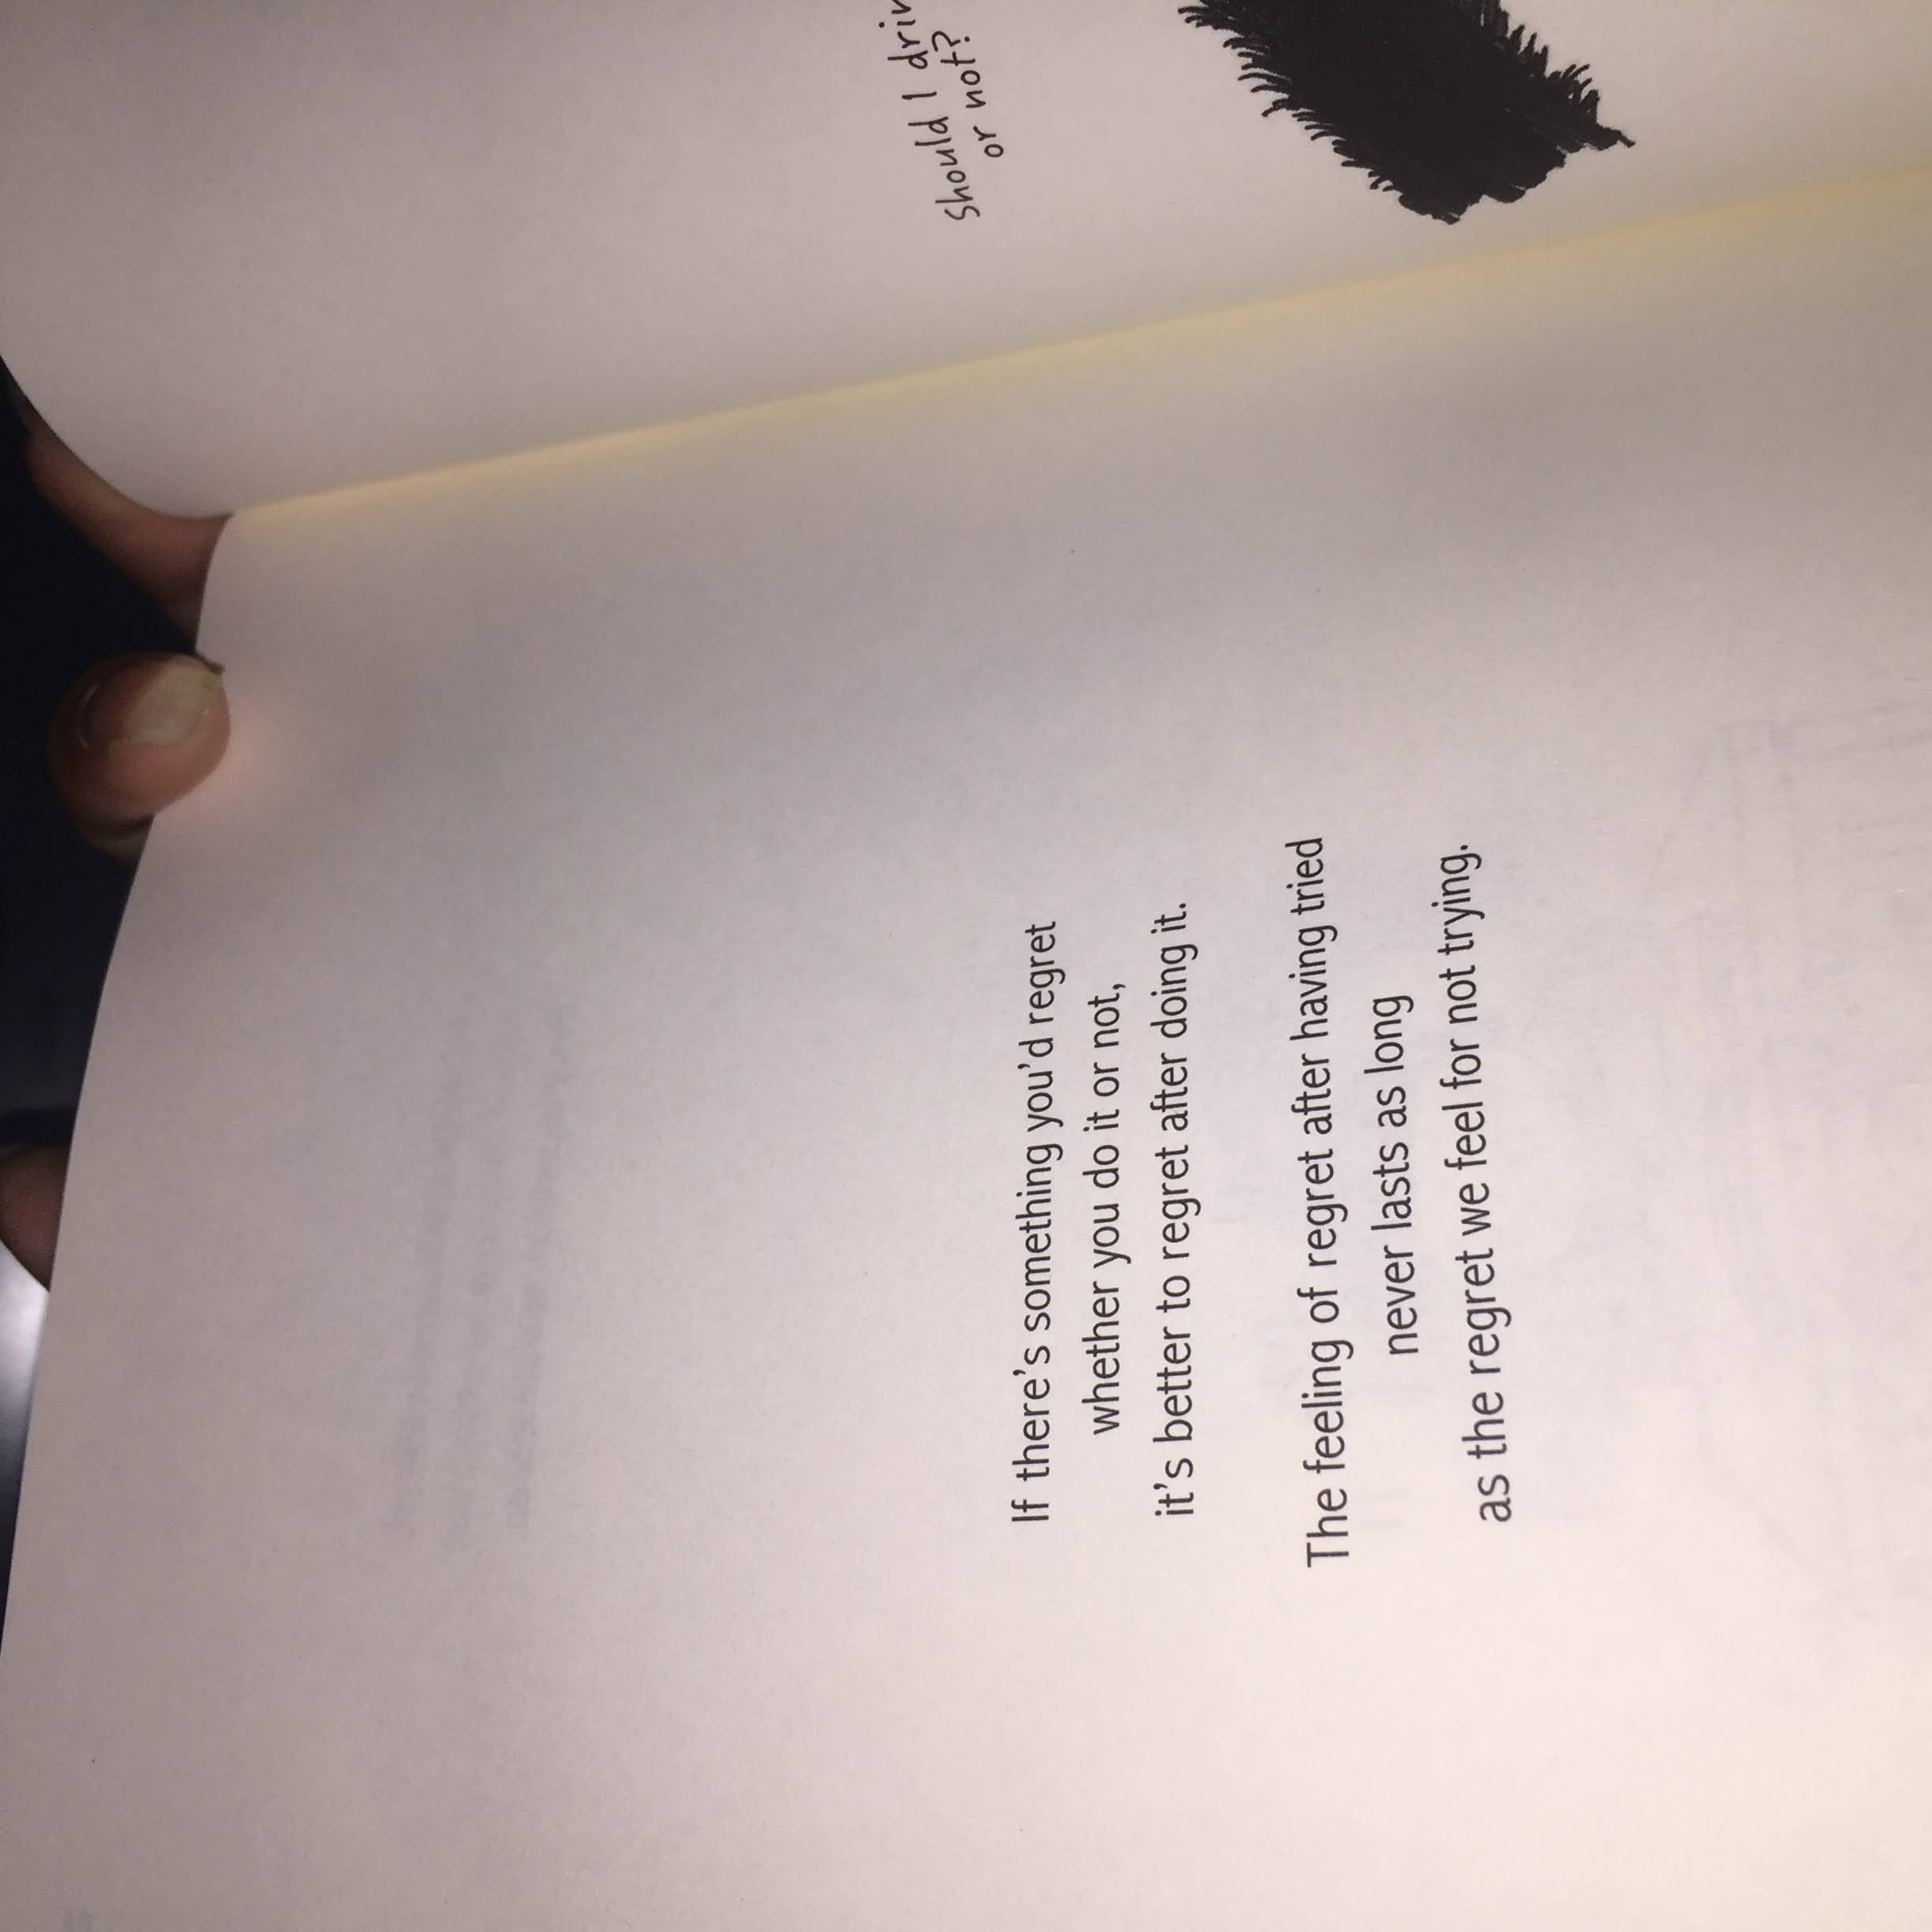 If there's something you'd regret
whether you do it or not,
it's better to regret after doing it.
The feeling of regret after having tried
never lasts as long
as the regret we feel for not trying.
Should I
or not?